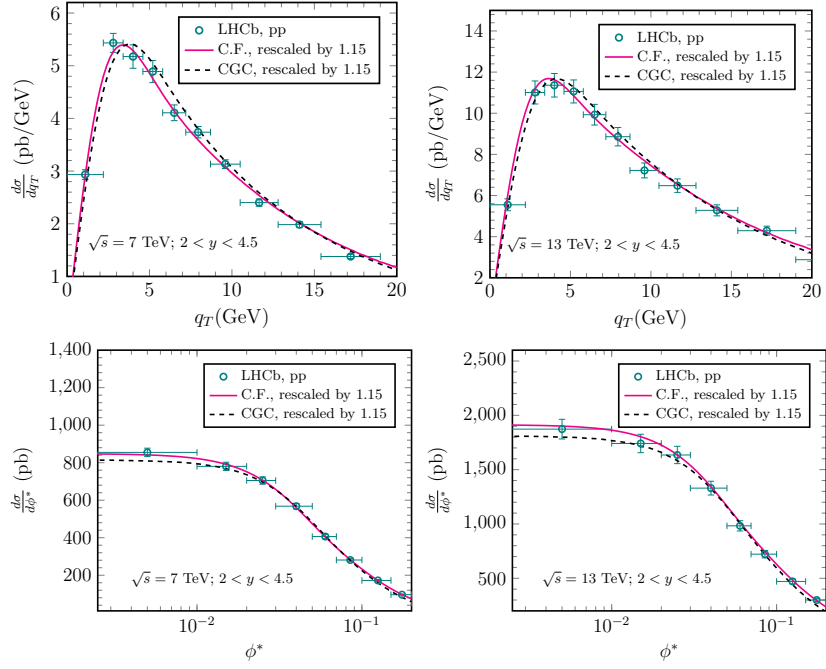 LHCb, pp
C.F., rescaled by 1.15
CGC, rescaled by 1.15
dσ/dq_T (pb/GeV)
6
5
4
3
2
1
√s = 7 TeV; 2 < y < 4.5
0 5 10 15 20
q_T(GeV)
LHCb, pp
C.F., rescaled by 1.15
CGC, rescaled by 1.15
dσ/dq_T (pb/GeV)
14
12
10
8
6
4
2
√s = 13 TeV; 2 < y < 4.5
0 5 10 15 20
q_T(GeV)
LHCb, pp
C.F., rescaled by 1.15
CGC, rescaled by 1.15
dσ/dϕ* (pb)
1,400
1,200
1,000
800
600
400
200
√s = 7 TeV; 2 < y < 4.5
10⁻² 10⁻¹
ϕ*
LHCb, pp
C.F., rescaled by 1.15
CGC, rescaled by 1.15
dσ/dϕ* (pb)
2,500
2,000
1,500
1,000
500
√s = 13 TeV; 2 < y < 4.5
10⁻² 10⁻¹
ϕ*